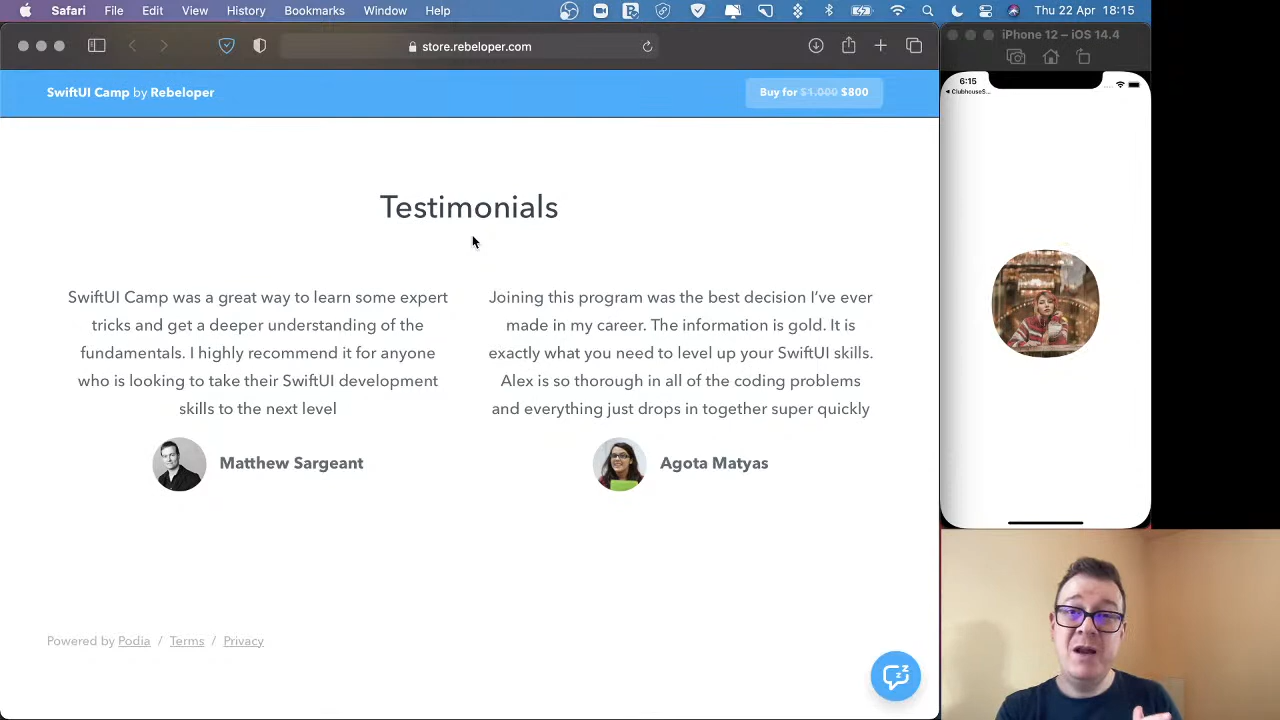 Safari File Edit View History Bookmarks Window Help Thu 22 Apr 18:15
store.rebeloper.com
iPhone 12 – iOS 14.4
SwiftUI Camp by Rebeloper
Buy for $1,000 $800
6:15
ClubhouseS...
Testimonials
SwiftUI Camp was a great way to learn some expert
tricks and get a deeper understanding of the
fundamentals. I highly recommend it for anyone
who is looking to take their SwiftUI development
skills to the next level
Matthew Sargeant
Joining this program was the best decision I’ve ever
made in my career. The information is gold. It is
exactly what you need to level up your SwiftUI skills.
Alex is so thorough in all of the coding problems
and everything just drops in together super quickly
Agota Matyas
Powered by Podia / Terms / Privacy